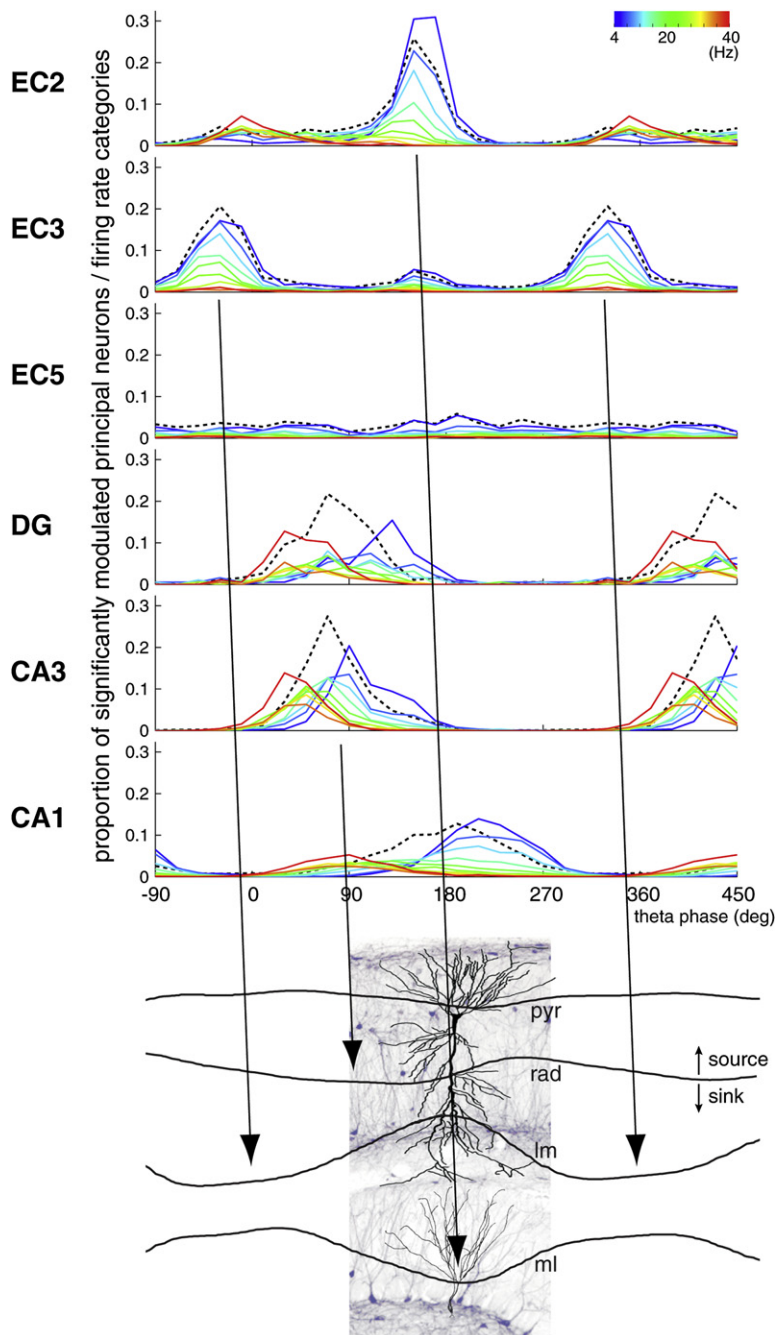 proportion of significantly modulated principal neurons / firing rate categories
4 20 40
(Hz)
EC2
0.3
0.2
0.1
0
EC3
0.3
0.2
0.1
0
EC5
0.3
0.2
0.1
0
DG
0.3
0.2
0.1
0
CA3
0.3
0.2
0.1
0
CA1
0.3
0.2
0.1
0
-90 0 90 180 270 360 450
theta phase (deg)
pyr
rad
source
sink
lm
ml